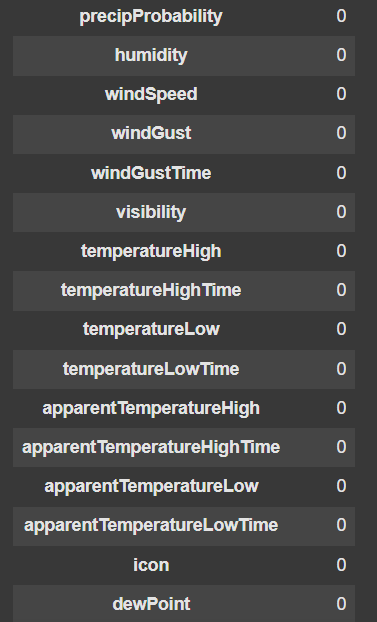 precipProbability 0
humidity 0
windSpeed 0
windGust 0
windGustTime 0
visibility 0
temperatureHigh 0
temperatureHighTime 0
temperatureLow 0
temperatureLowTime 0
apparentTemperatureHigh 0
apparentTemperatureHighTime 0
apparentTemperatureLow 0
apparentTemperatureLowTime 0
icon 0
dewPoint 0